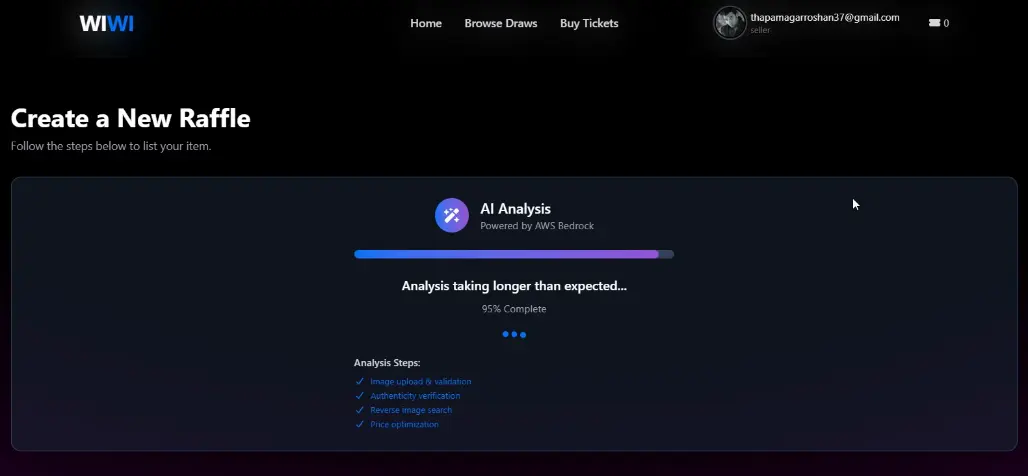 WIWI Home Browse Draws Buy Tickets thapamagarroshan37@gmail.com 0
seller
Create a New Raffle
Follow the steps below to list your item.
AI Analysis
Powered by AWS Bedrock
Analysis taking longer than expected...
95% Complete
Analysis Steps:
Image upload & validation
Authenticity verification
Reverse image search
Price optimization